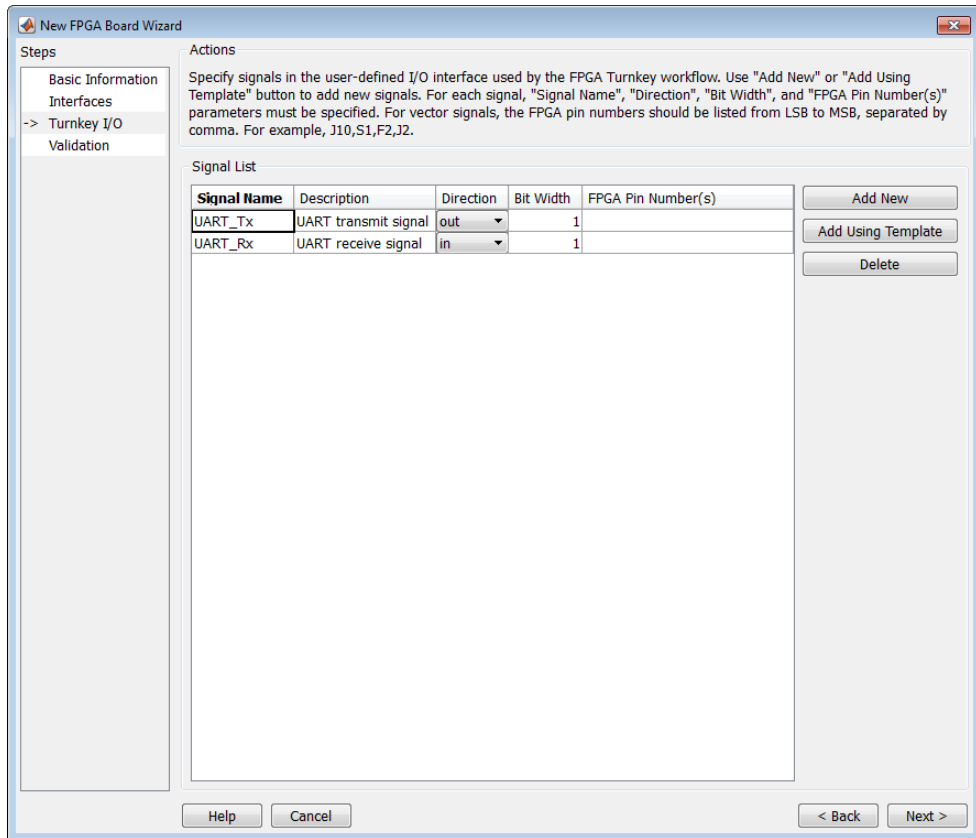 New FPGA Board Wizard
Steps
Basic Information
Interfaces
-> Turnkey I/O
Validation
Actions
Specify signals in the user-defined I/O interface used by the FPGA Turnkey workflow. Use "Add New" or "Add Using
Template" button to add new signals. For each signal, "Signal Name", "Direction", "Bit Width", and "FPGA Pin Number(s)"
parameters must be specified. For vector signals, the FPGA pin numbers should be listed from LSB to MSB, separated by
comma. For example, J10,S1,F2,J2.
Signal List
Signal Name Description Direction Bit Width FPGA Pin Number(s)
UART_Tx UART transmit signal out 1
UART_Rx UART receive signal in 1
Add New
Add Using Template
Delete
Help Cancel < Back Next >